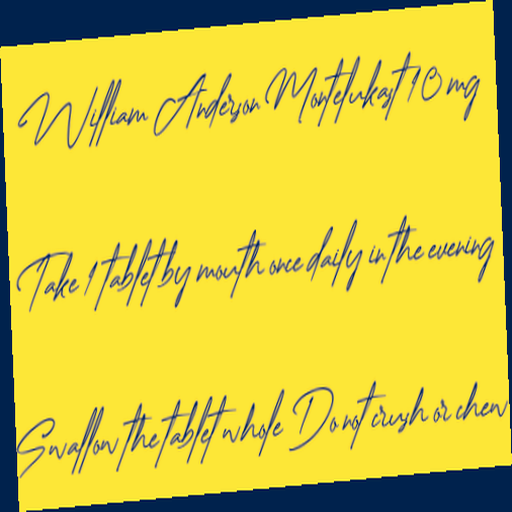 William Anderson Montelukast 10 mg
Take 1 tablet by mouth once daily in the evening
Swallow the tablet whole Do not crush or chew